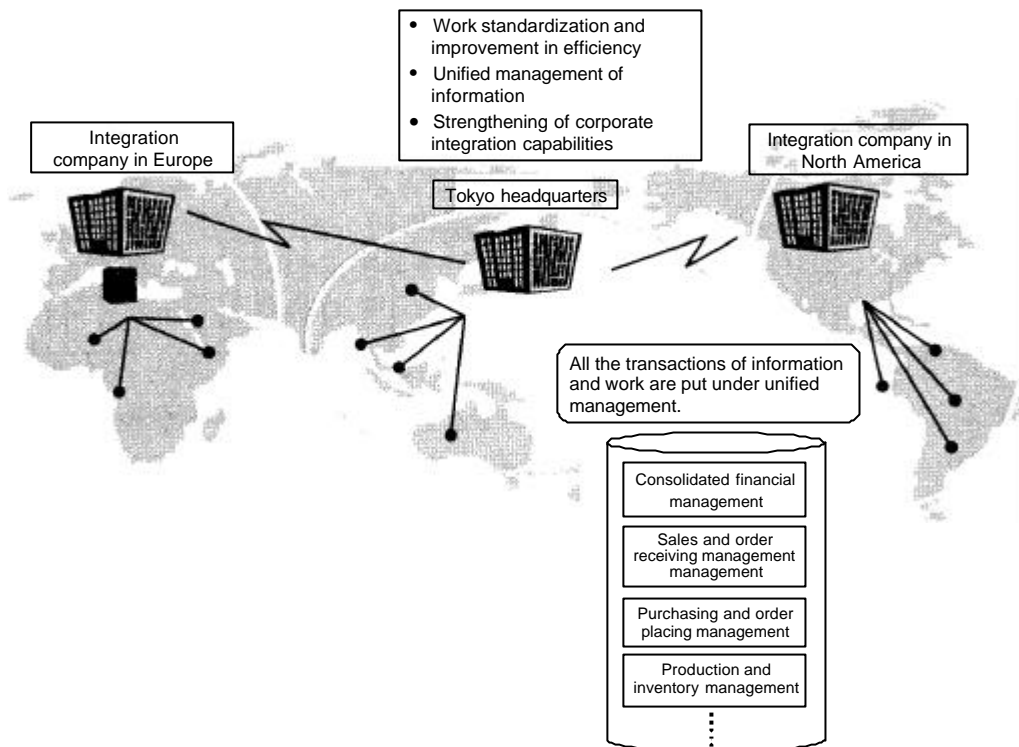 • Work standardization and
improvement in efficiency
• Unified management of
information
• Strengthening of corporate
integration capabilities
Integration
company in Europe
Tokyo headquarters
Integration company in
North America
All the transactions of information
and work are put under unified
management.
Consolidated financial
management
Sales and order
receiving management
management
Purchasing and order
placing management
Production and
inventory management